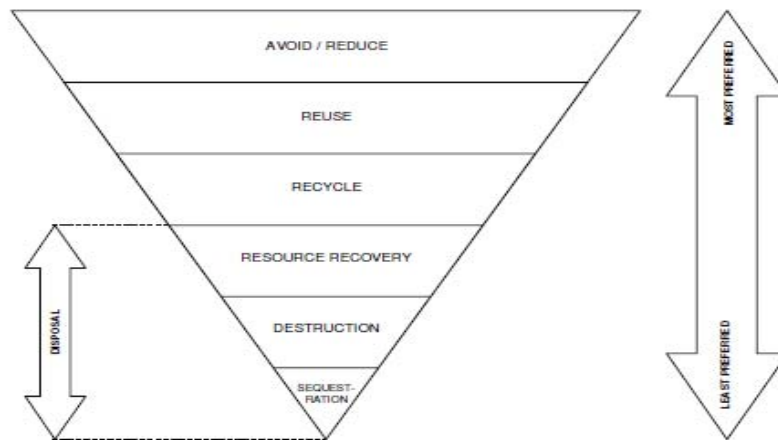 AVOID / REDUCE
REUSE
RECYCLE
RESOURCE RECOVERY
DESTRUCTION
SEQUEST-
RATION
DISPOSAL
MOST PREFERRED
LEAST PREFERRED